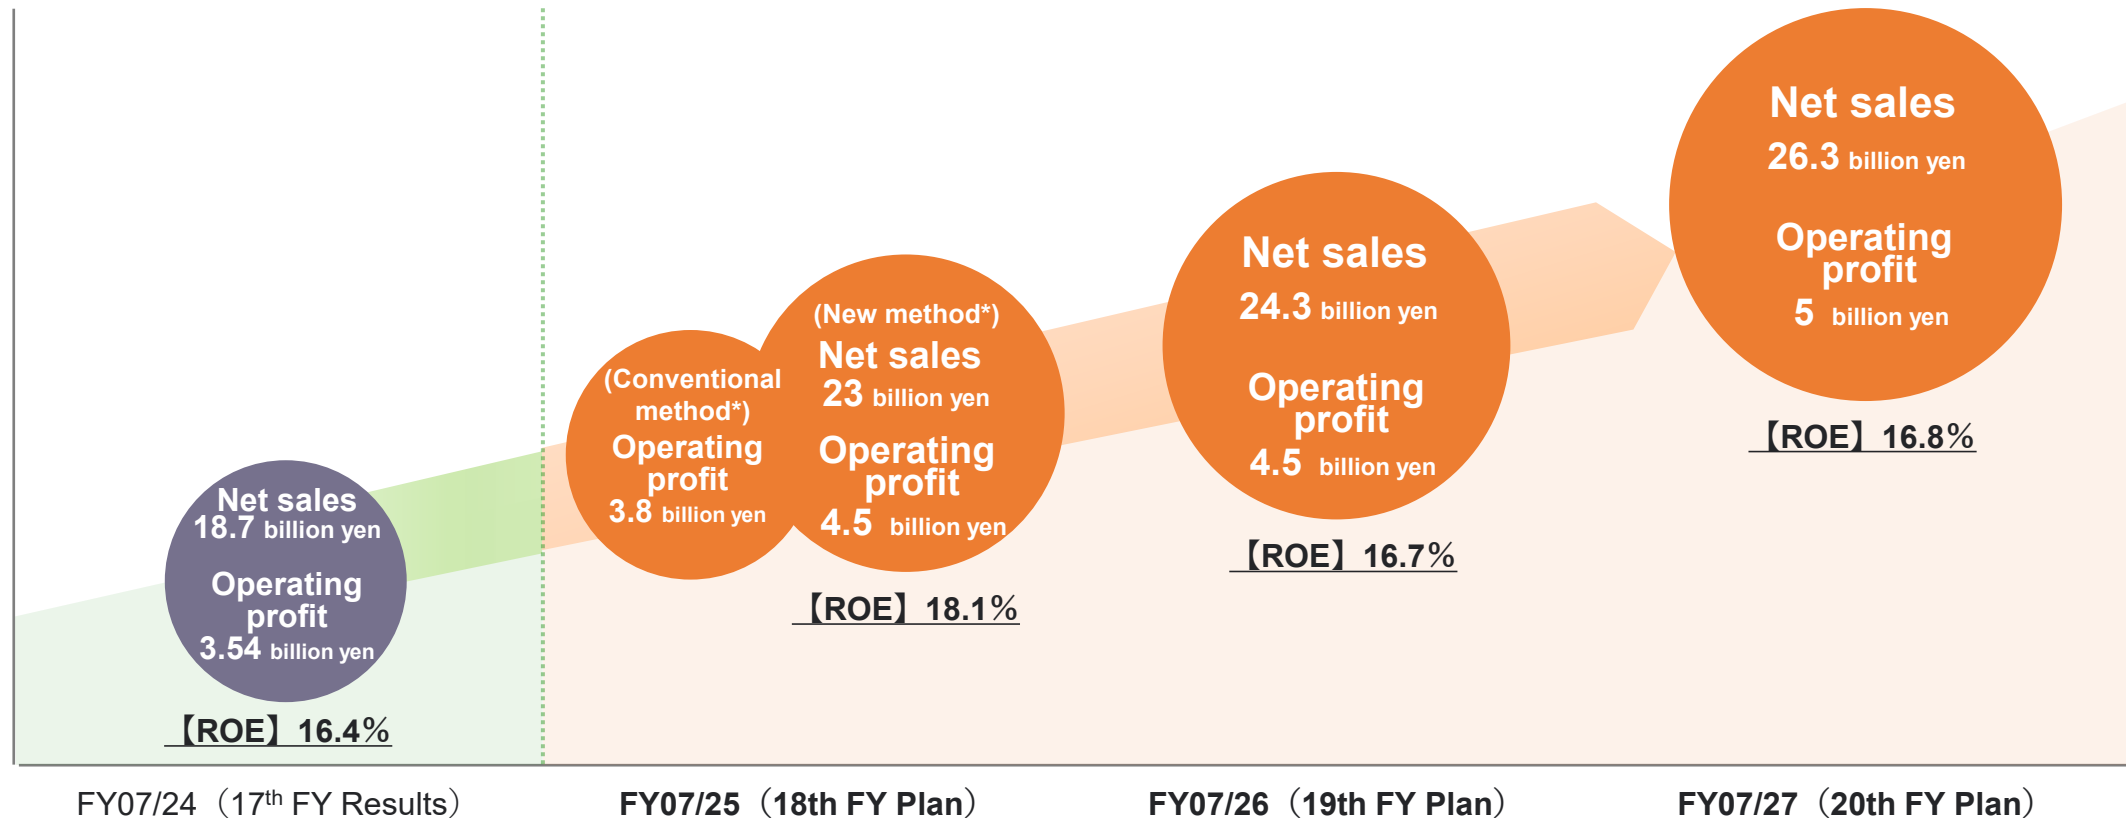 Net sales
18.7 billion yen
Operating
profit
3.54 billion yen
【ROE】16.4%
(Conventional
method*)
Operating
profit
3.8 billion yen
(New method*)
Net sales
23 billion yen
Operating
profit
4.5 billion yen
【ROE】18.1%
Net sales
24.3 billion yen
Operating
profit
4.5 billion yen
【ROE】16.7%
Net sales
26.3 billion yen
Operating
profit
5 billion yen
【ROE】16.8%
FY07/24（17th FY Results）
FY07/25（18th FY Plan）
FY07/26（19th FY Plan）
FY07/27（20th FY Plan）